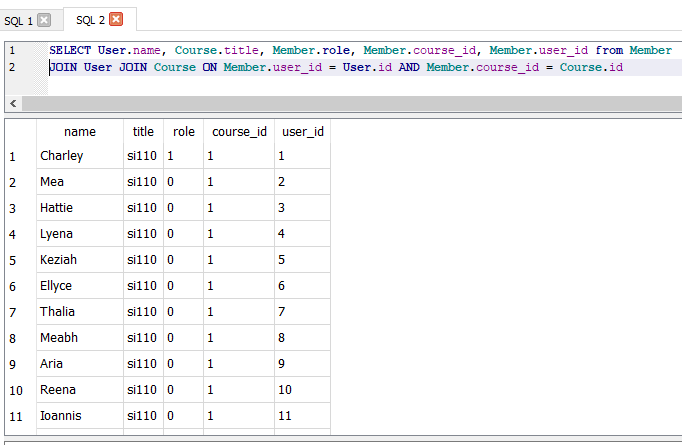 SQL 1 SQL 2
1 SELECT User.name, Course.title, Member.role, Member.course_id, Member.user_id from Member
2 JOIN User JOIN Course ON Member.user_id = User.id AND Member.course_id = Course.id
name title role course_id user_id
1 Charley si110 1 1 1
2 Mea si110 0 1 2
3 Hattie si110 0 1 3
4 Lyena si110 0 1 4
5 Keziah si110 0 1 5
6 Ellyce si110 0 1 6
7 Thalia si110 0 1 7
8 Meabh si110 0 1 8
9 Aria si110 0 1 9
10 Reena si110 0 1 10
11 Ioannis si110 0 1 11